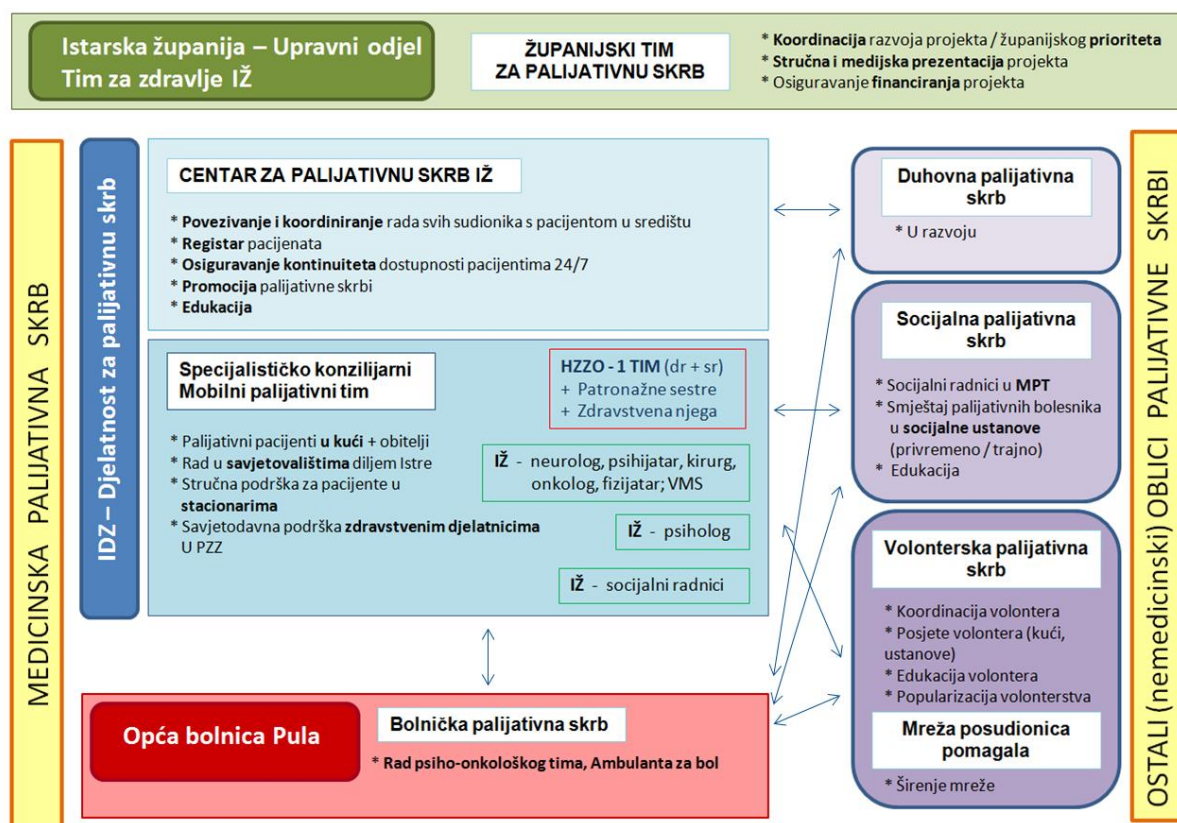 Istarska županija – Upravni odjel
Tim za zdravlje IŽ
ŽUPANIJSKI TIM
ZA PALIJATIVNU SKRB
* Koordinacija razvoja projekta / županijskog prioriteta
* Stručna i medijska prezentacija projekta
* Osiguravanje financiranja projekta
MEDICINSKA PALIJATIVNA SKRB
IDZ – Djelatnost za palijativnu skrb
CENTAR ZA PALIJATIVNU SKRB IŽ
* Povezivanje i koordiniranje rada svih sudionika s pacijentom u središtu
* Registar pacijenata
* Osiguravanje kontinuiteta dostupnosti pacijentima 24/7
* Promocija palijativne skrbi
* Edukacija
Specijalističko konzilijarni
Mobilni palijativni tim
* Palijativni pacijenti u kući + obitelji
* Rad u savjetovalištima diljem Istre
* Stručna podrška za pacijente u
stacionarima
* Savjetodavna podrška zdravstvenim djelatnicima
U PZZ
HZZO - 1 TIM (dr + sr)
+ Patronažne sestre
+ Zdravstvena njega
IŽ - neurolog, psihijatar, kirurg,
onkolog, fizijatar; VMS
IŽ - psiholog
IŽ - socijalni radnici
Opća bolnica Pula
Bolnička palijativna skrb
* Rad psiho-onkološkog tima, Ambulanta za bol
Duhovna palijativna
skrb
* U razvoju
Socijalna palijativna
skrb
* Socijalni radnici u MPT
* Smještaj palijativnih bolesnika
u socijalne ustanove
(privremeno / trajno)
* Edukacija
Volonterska palijativna
skrb
* Koordinacija volontera
* Posjete volontera (kući,
ustanove)
* Edukacija volontera
* Popularizacija volonterstva
Mreža posudionica
pomagala
* Širenje mreže
OSTALI (nemedicinski) OBLICI PALIJATIVNE SKRBI